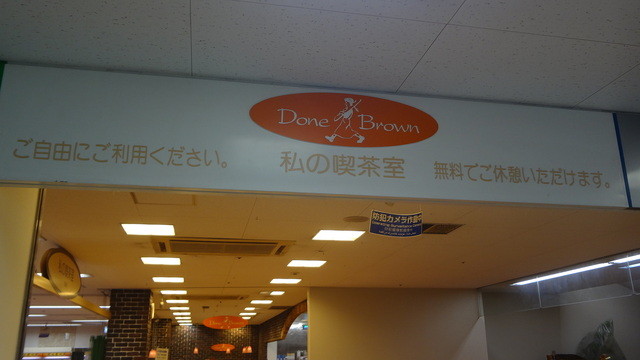 Done Brown
ご自由にご利用ください。
私の喫茶室
無料でご休憩いただけます。
防犯カメラ作動中